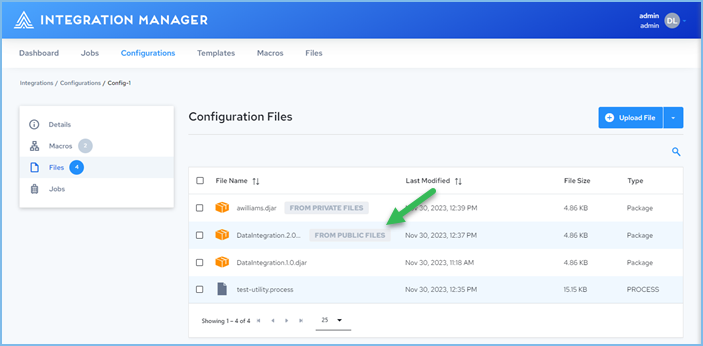 INTEGRATION MANAGER
admin
admin
DL
Dashboard Jobs Configurations Templates Macros Files
Integrations / Configurations / Config-1
Details
Macros 3
Files 4
Jobs
Configuration Files
Upload File
File Name Last Modified File Size Type
awilliams.djar FROM PRIVATE FILES Nov 30, 2023, 12:39 PM 4.86 KB Package
DataIntegration.2.0... FROM PUBLIC FILES Nov 30, 2023, 12:37 PM 4.86 KB Package
DataIntegration.1.0.djar Nov 30, 2023, 11:18 AM 4.86 KB Package
test-utility.process Nov 30, 2023, 12:35 PM 15.15 KB PROCESS
Showing 1 – 4 of 4 25